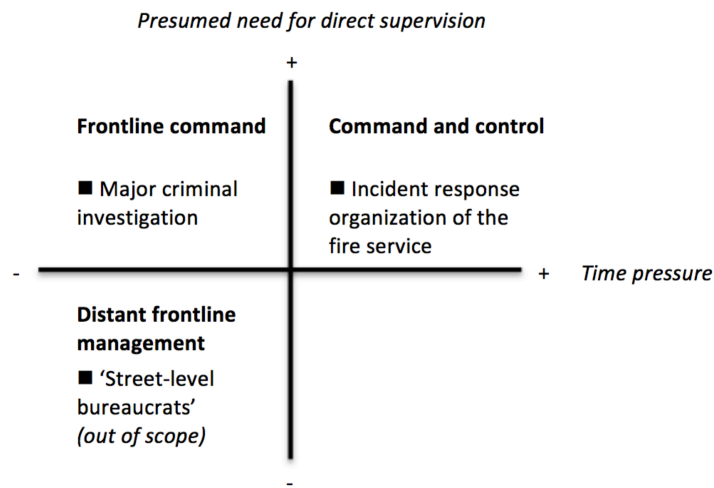 Presumed need for direct supervision
+
Frontline command
Command and control
■ Major criminal
investigation
■ Incident response
organization of the
fire service
-
+
Time pressure
Distant frontline
management
■ ‘Street-level
bureaucrats’
(out of scope)
-